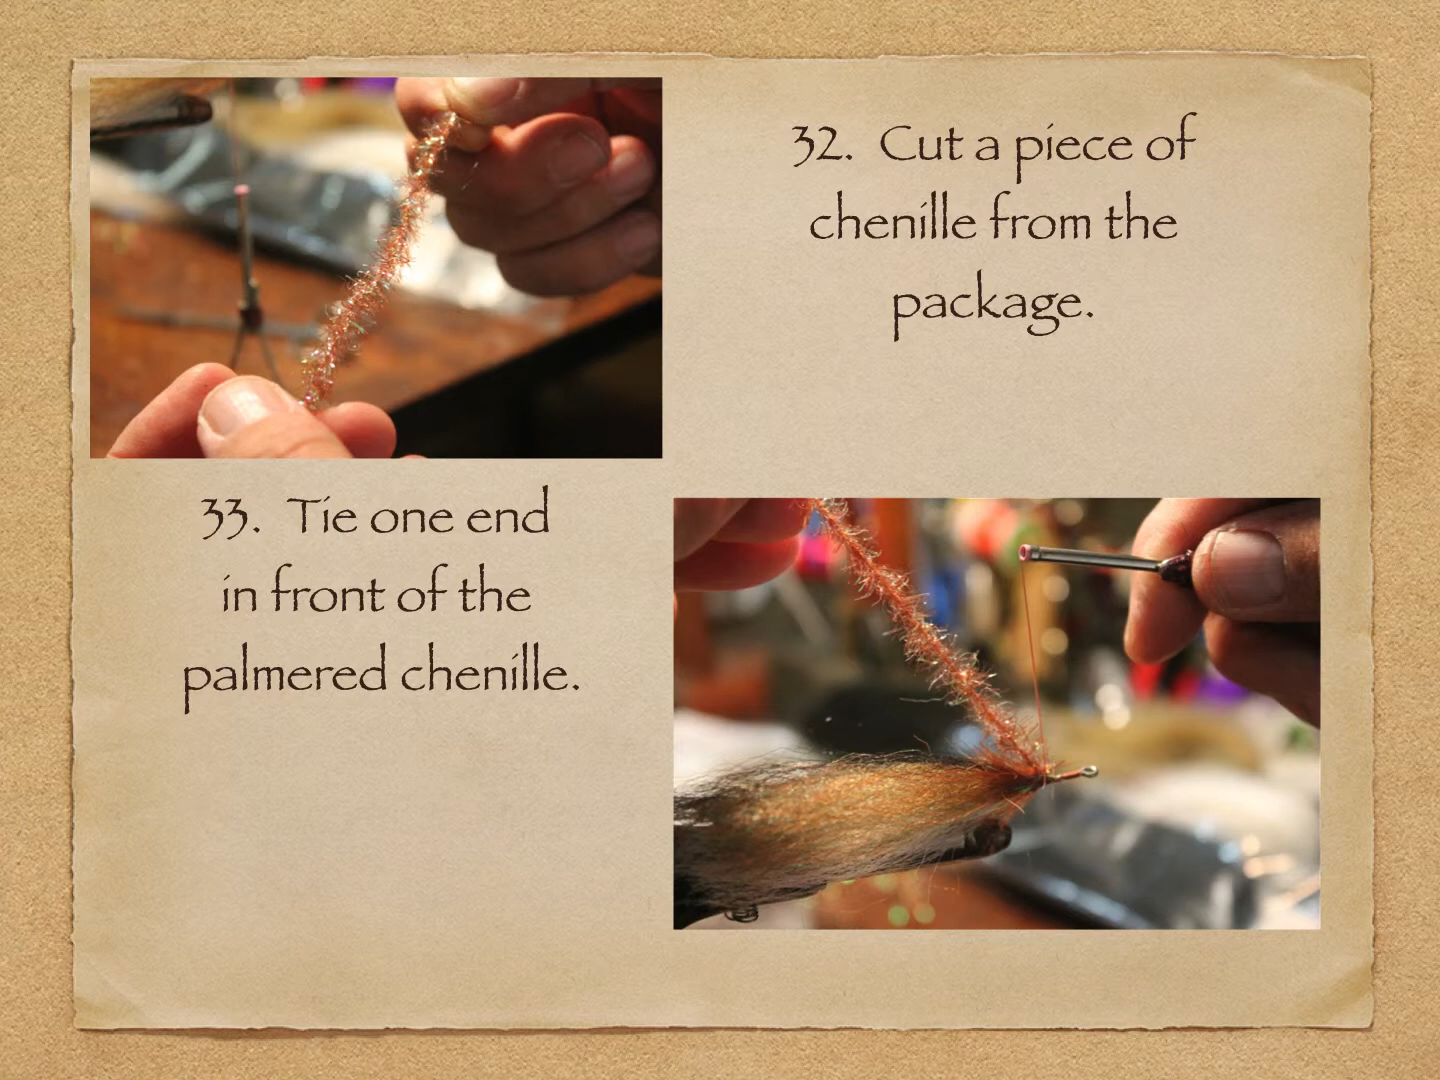 32. Cut a piece of
chenille from the
package.
33. Tie one end
in front of the
palmered chenille.